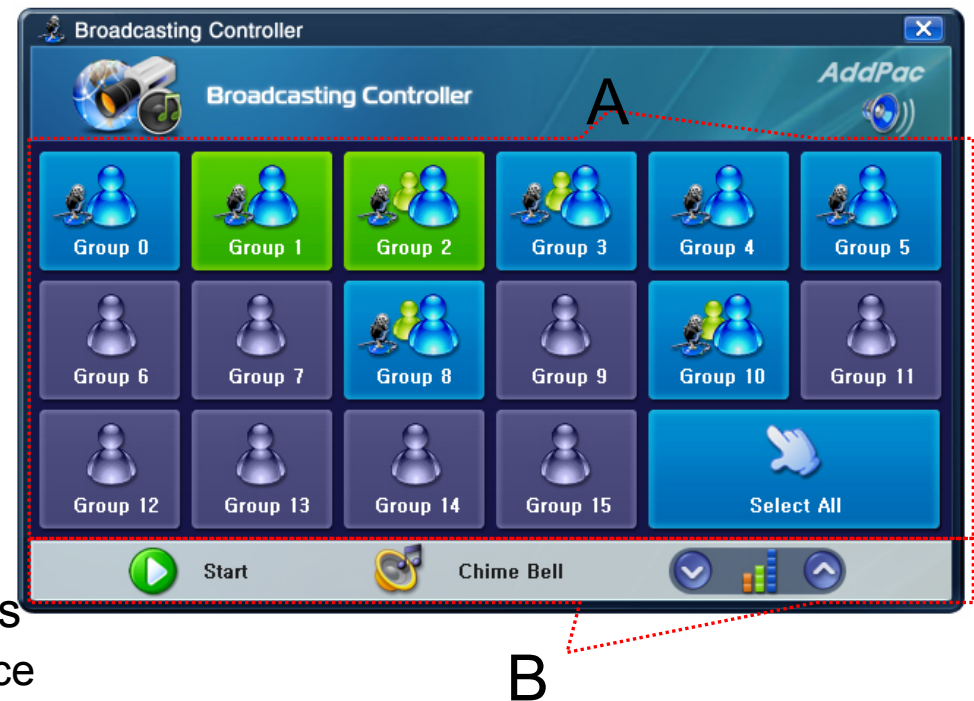 Broadcasting Controller
Broadcasting Controller
AddPac
A
Group 0 Group 1 Group 2 Group 3 Group 4 Group 5
Group 6 Group 7 Group 8 Group 9 Group 10 Group 11
Group 12 Group 13 Group 14 Group 15 Select All
Start Chime Bell
s
ce
B